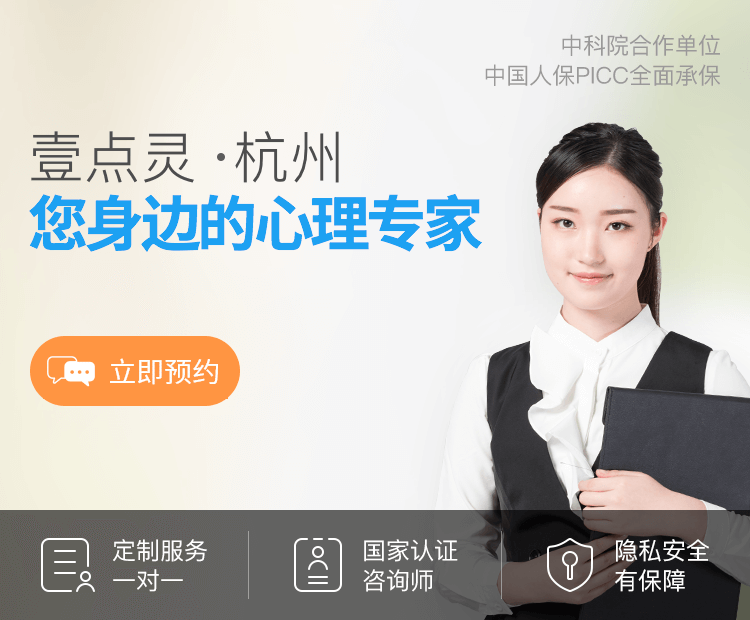 中科院合作单位
中国人保PICC全面承保
壹点灵·杭州
您身边的心理专家
立即预约
定制服务
一对一
国家认证
咨询师
隐私安全
有保障